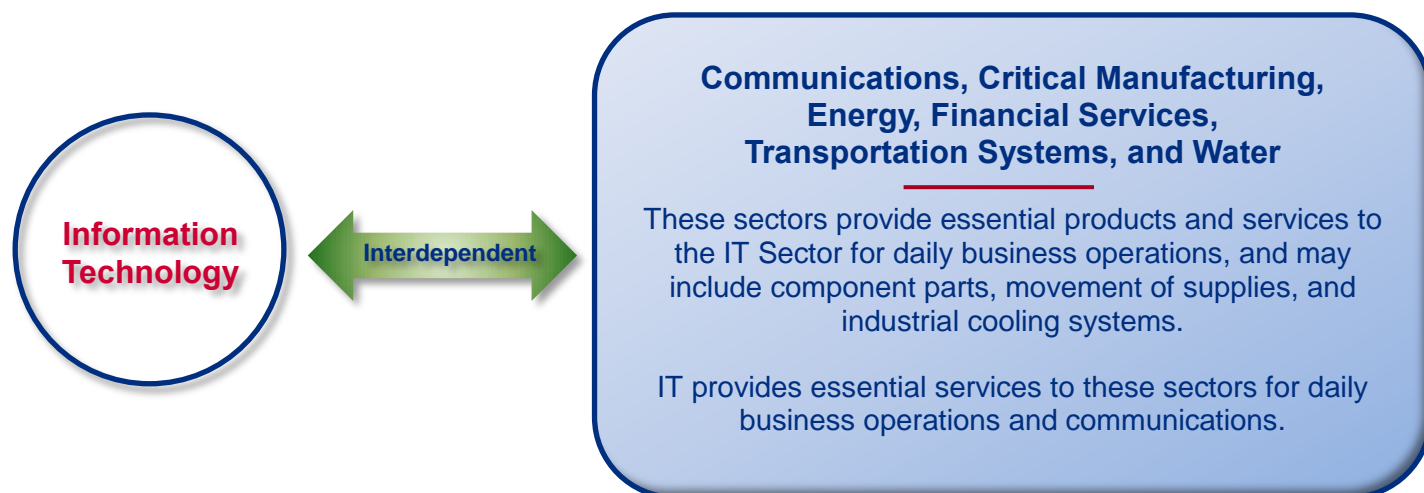 Information
Technology
Interdependent
Communications, Critical Manufacturing,
Energy, Financial Services,
Transportation Systems, and Water
These sectors provide essential products and services to
the IT Sector for daily business operations, and may
include component parts, movement of supplies, and
industrial cooling systems.
IT provides essential services to these sectors for daily
business operations and communications.